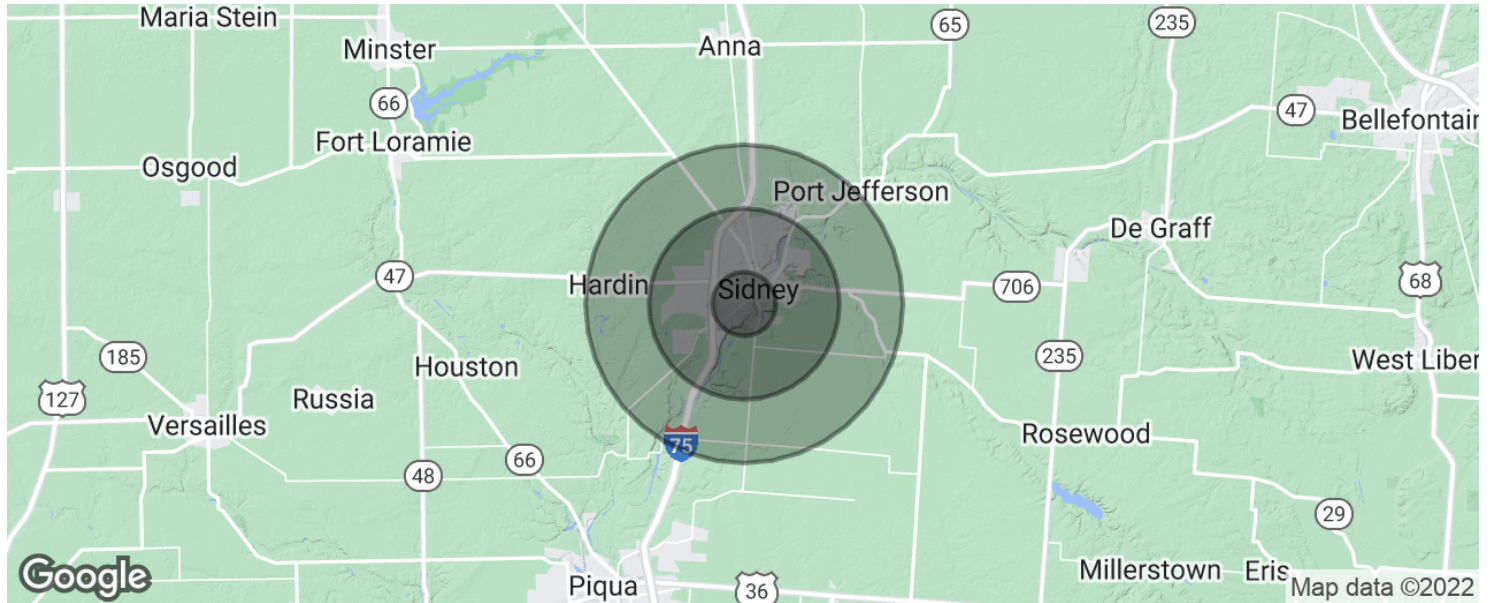 Maria Stein
65
235
Minster
Anna
66
47
Bellefontain
Fort Loramie
Osgood
Port Jefferson
De Graff
47
Hardin
Sidney
706
68
185
235
Houston
West Liber
127
Russia
Versailles
Rosewood
75
66
48
29
Google
Piqua
36
Millerstown
Eris
Map data ©2022